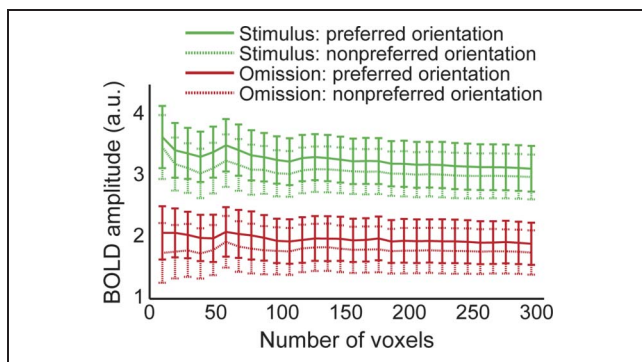 Stimulus: preferred orientation
Stimulus: nonpreferred orientation
Omission: preferred orientation
Omission: nonpreferred orientation
BOLD amplitude (a.u.)
4
3
2
1
0 50 100 150 200 250 300
Number of voxels